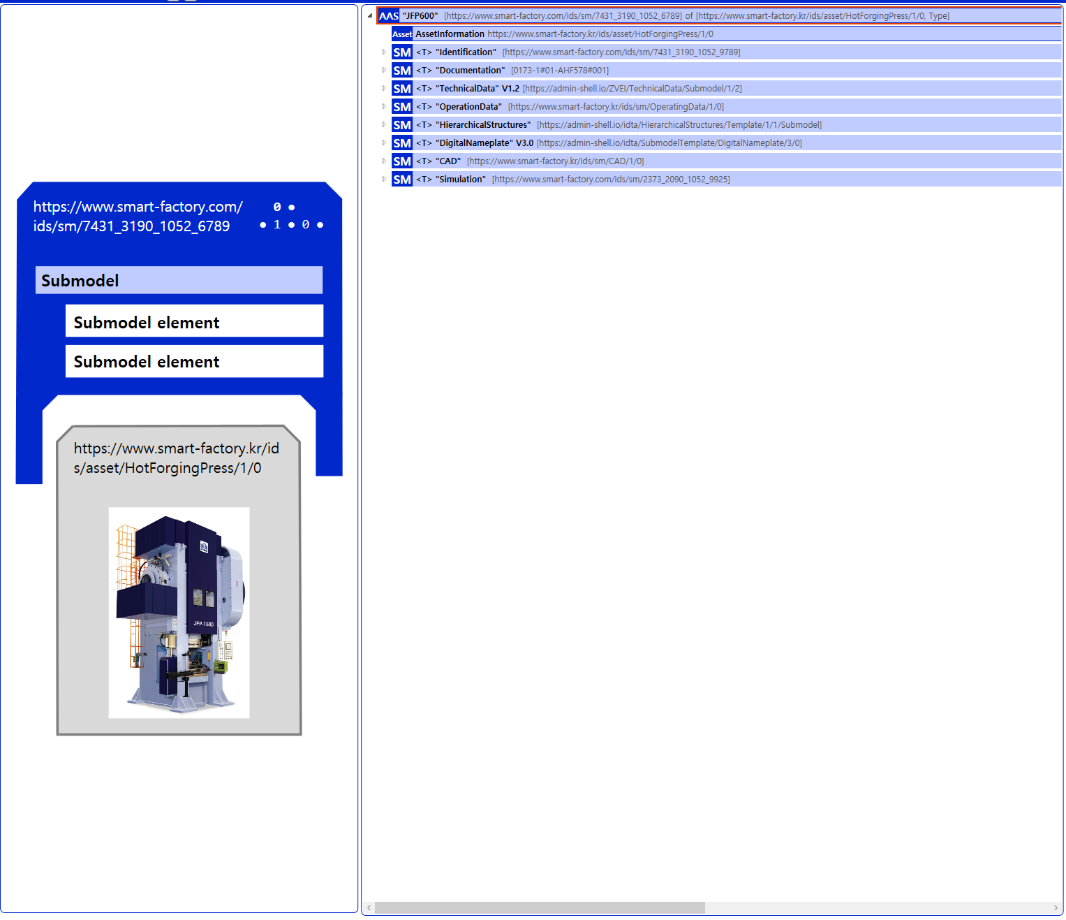 https://www.smart-factory.com/
ids/sm/7431_3190_1052_6789
0
1 0
Submodel
Submodel element
Submodel element
https://www.smart-factory.kr/id
s/asset/HotForgingPress/1/0
AAS "JFP600" [https://www.smart-factory.com/ids/sm/7431_3190_1052_6789] of [https://www.smart-factory.kr/ids/asset/HotForgingPress/1/0, Type]
Asset AssetInformation https://www.smart-factory.kr/ids/asset/HotForgingPress/1/0
SM <T> "Identification" [https://www.smart-factory.com/ids/sm/7431_3190_1052_9789]
SM <T> "Documentation" [0173-1#01-AHF578#001]
SM <T> "TechnicalData" V1.2 [https://admin-shell.io/ZVEI/TechnicalData/Submodel/1/2]
SM <T> "OperationData" [https://www.smart-factory.kr/ids/sm/OperatingData/1/0]
SM <T> "HierarchicalStructures" [https://admin-shell.io/idta/HierarchicalStructures/Template/1/1/Submodel]
SM <T> "DigitalNameplate" V3.0 [https://admin-shell.io/idta/SubmodelTemplate/DigitalNameplate/3/0]
SM <T> "CAD" [https://www.smart-factory.kr/ids/sm/CAD/1/0]
SM <T> "Simulation" [https://www.smart-factory.com/ids/sm/2373_2090_1052_9925]